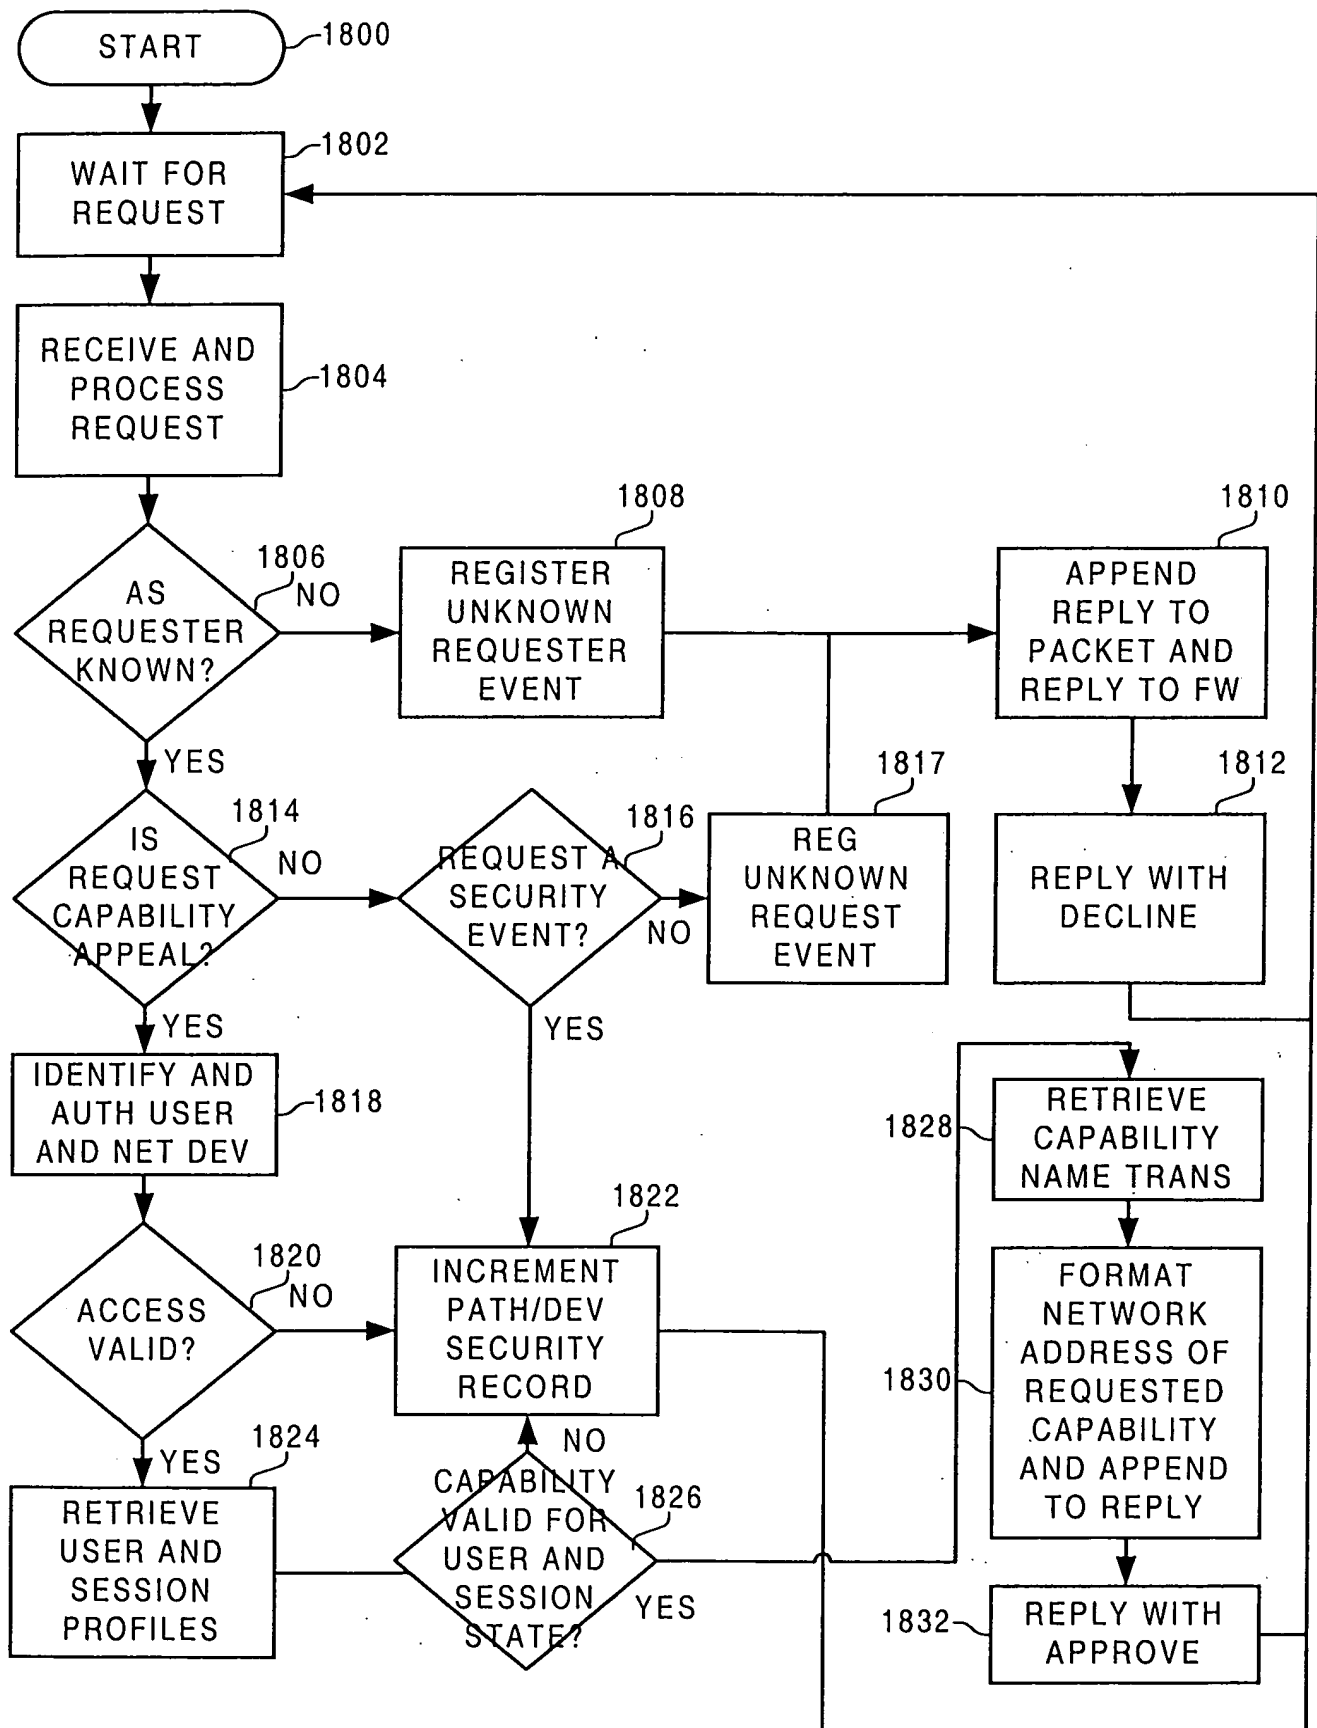 START
1800
WAIT FOR
REQUEST
1802
RECEIVE AND
PROCESS
REQUEST
1804
AS
REQUESTER
KNOWN?
1806
NO
YES
REGISTER
UNKNOWN
REQUESTER
EVENT
1808
APPEND
REPLY TO
PACKET AND
REPLY TO FW
1810
REPLY WITH
DECLINE
1812
IS
REQUEST
CAPABILITY
APPEAL?
1814
NO
YES
REQUEST A
SECURITY
EVENT?
1816
NO
YES
REG
UNKNOWN
REQUEST
EVENT
1817
IDENTIFY AND
AUTH USER
AND NET DEV
1818
ACCESS
VALID?
1820
NO
YES
INCREMENT
PATH/DEV
SECURITY
RECORD
1822
RETRIEVE
USER AND
SESSION
PROFILES
1824
CAPABILITY
VALID FOR
USER AND
SESSION
STATE?
1826
NO
YES
RETRIEVE
CAPABILITY
NAME TRANS
1828
FORMAT
NETWORK
ADDRESS OF
REQUESTED
CAPABILITY
AND APPEND
TO REPLY
1830
REPLY WITH
APPROVE
1832